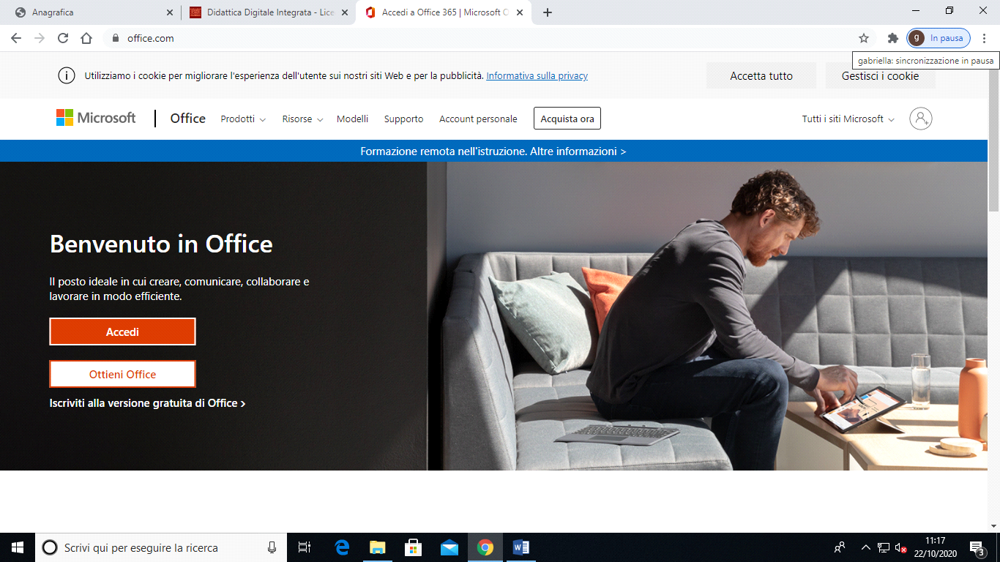 Anagrafica
Didattica Digitale Integrata - Lice
Accedi a Office 365 | Microsoft O
office.com
g In pausa
gabriella: sincronizzazione in pausa
Utilizziamo i cookie per migliorare l'esperienza dell'utente sui nostri siti Web e per la pubblicità. Informativa sulla privacy
Accetta tutto
Gestisci i cookie
Microsoft
Office
Prodotti
Risorse
Modelli
Supporto
Account personale
Acquista ora
Tutti i siti Microsoft
Formazione remota nell'istruzione. Altre informazioni >
Benvenuto in Office
Il posto ideale in cui creare, comunicare, collaborare e
lavorare in modo efficiente.
Accedi
Ottieni Office
Iscriviti alla versione gratuita di Office >
Scrivi qui per eseguire la ricerca
11:17
22/10/2020
3